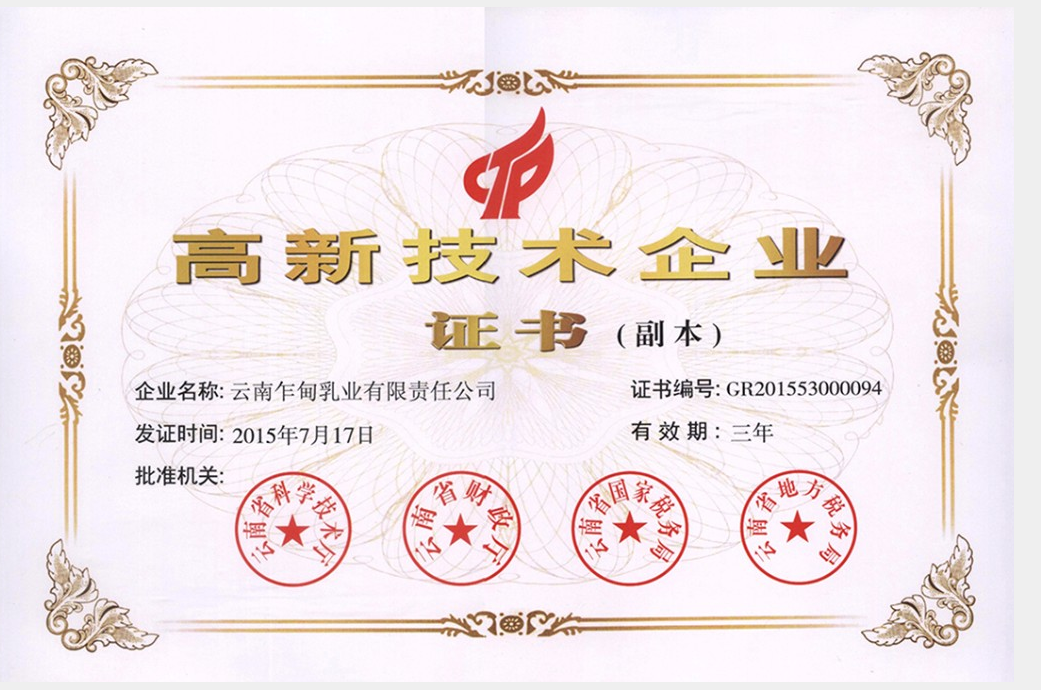 高新技术企业
证书 (副本)
企业名称: 云南乍甸乳业有限责任公司
证书编号: GR201553000094
发证时间: 2015年7月17日
有效期: 三年
批准机关:
云南省科学技术厅
云南省财政厅
云南省国家税务局
云南省地方税务局